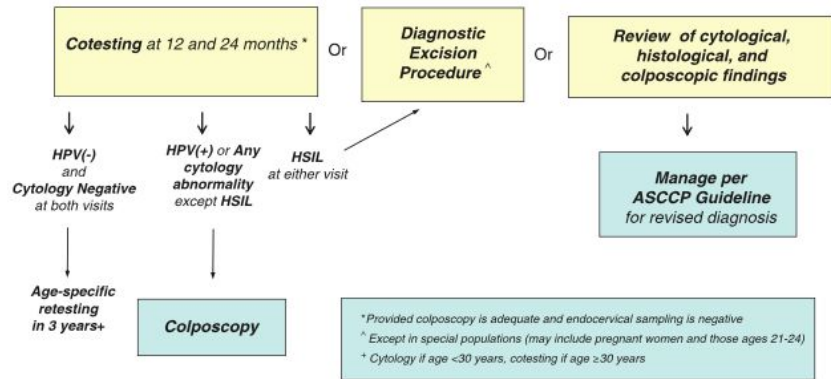 Cotesting at 12 and 24 months *
Or
Diagnostic
Excision
Procedure ^
Or
Review of cytological,
histological, and
colposcopic findings
HPV(-)
and
Cytology Negative
at both visits
HPV(+) or Any
cytology
abnormality
except HSIL
HSIL
at either visit
Manage per
ASCCP Guideline
for revised diagnosis
Age-specific
retesting
in 3 years+
Colposcopy
*Provided colposcopy is adequate and endocervical sampling is negative
^ Except in special populations (may include pregnant women and those ages 21-24)
+ Cytology if age <30 years, cotesting if age ≥30 years